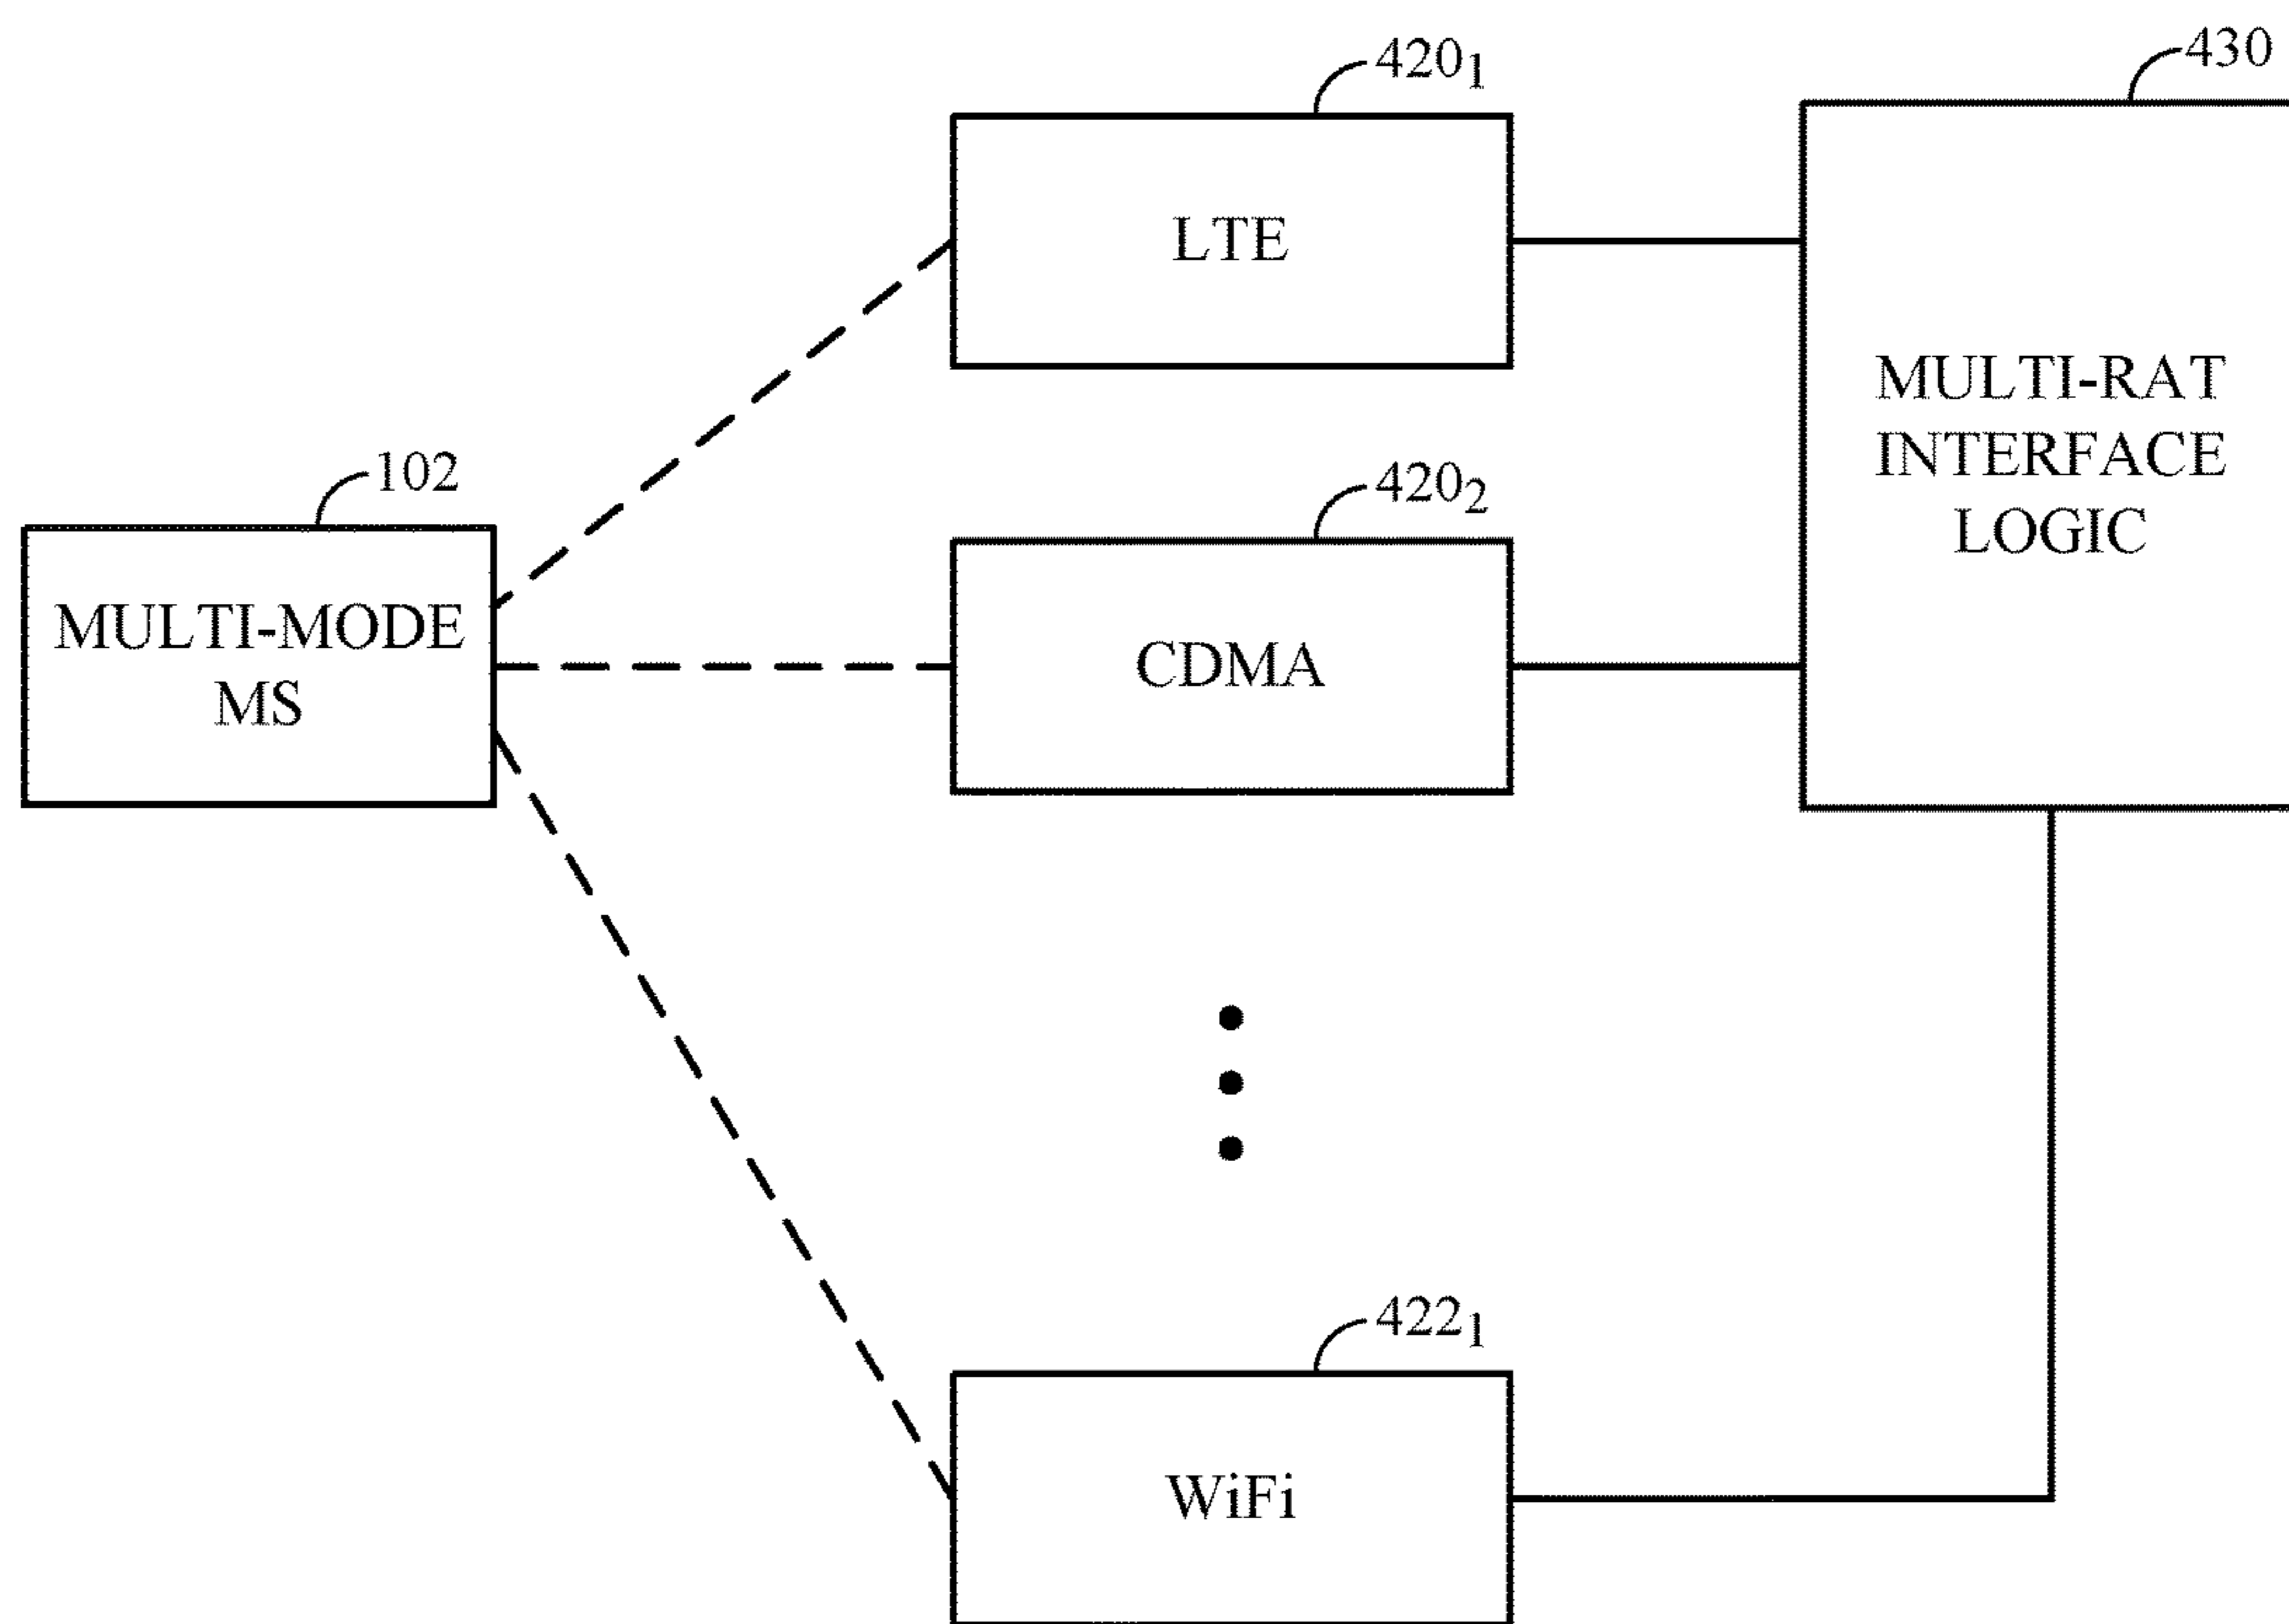 420₁
430
LTE
MULTI-RAT
INTERFACE
LOGIC
102
420₂
MULTI-MODE
MS
CDMA
422₁
WiFi